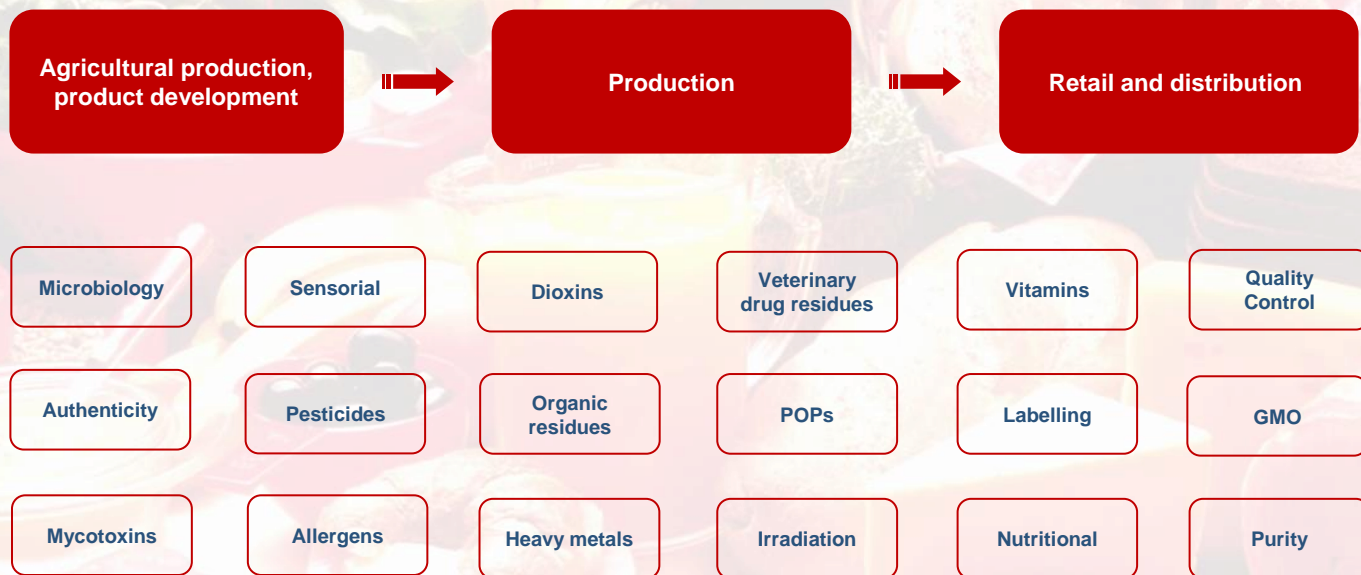 Agricultural production,
product development
Production
Retail and distribution
Microbiology
Sensorial
Dioxins
Veterinary
drug residues
Vitamins
Quality
Control
Authenticity
Pesticides
Organic
residues
POPs
Labelling
GMO
Mycotoxins
Allergens
Heavy metals
Irradiation
Nutritional
Purity